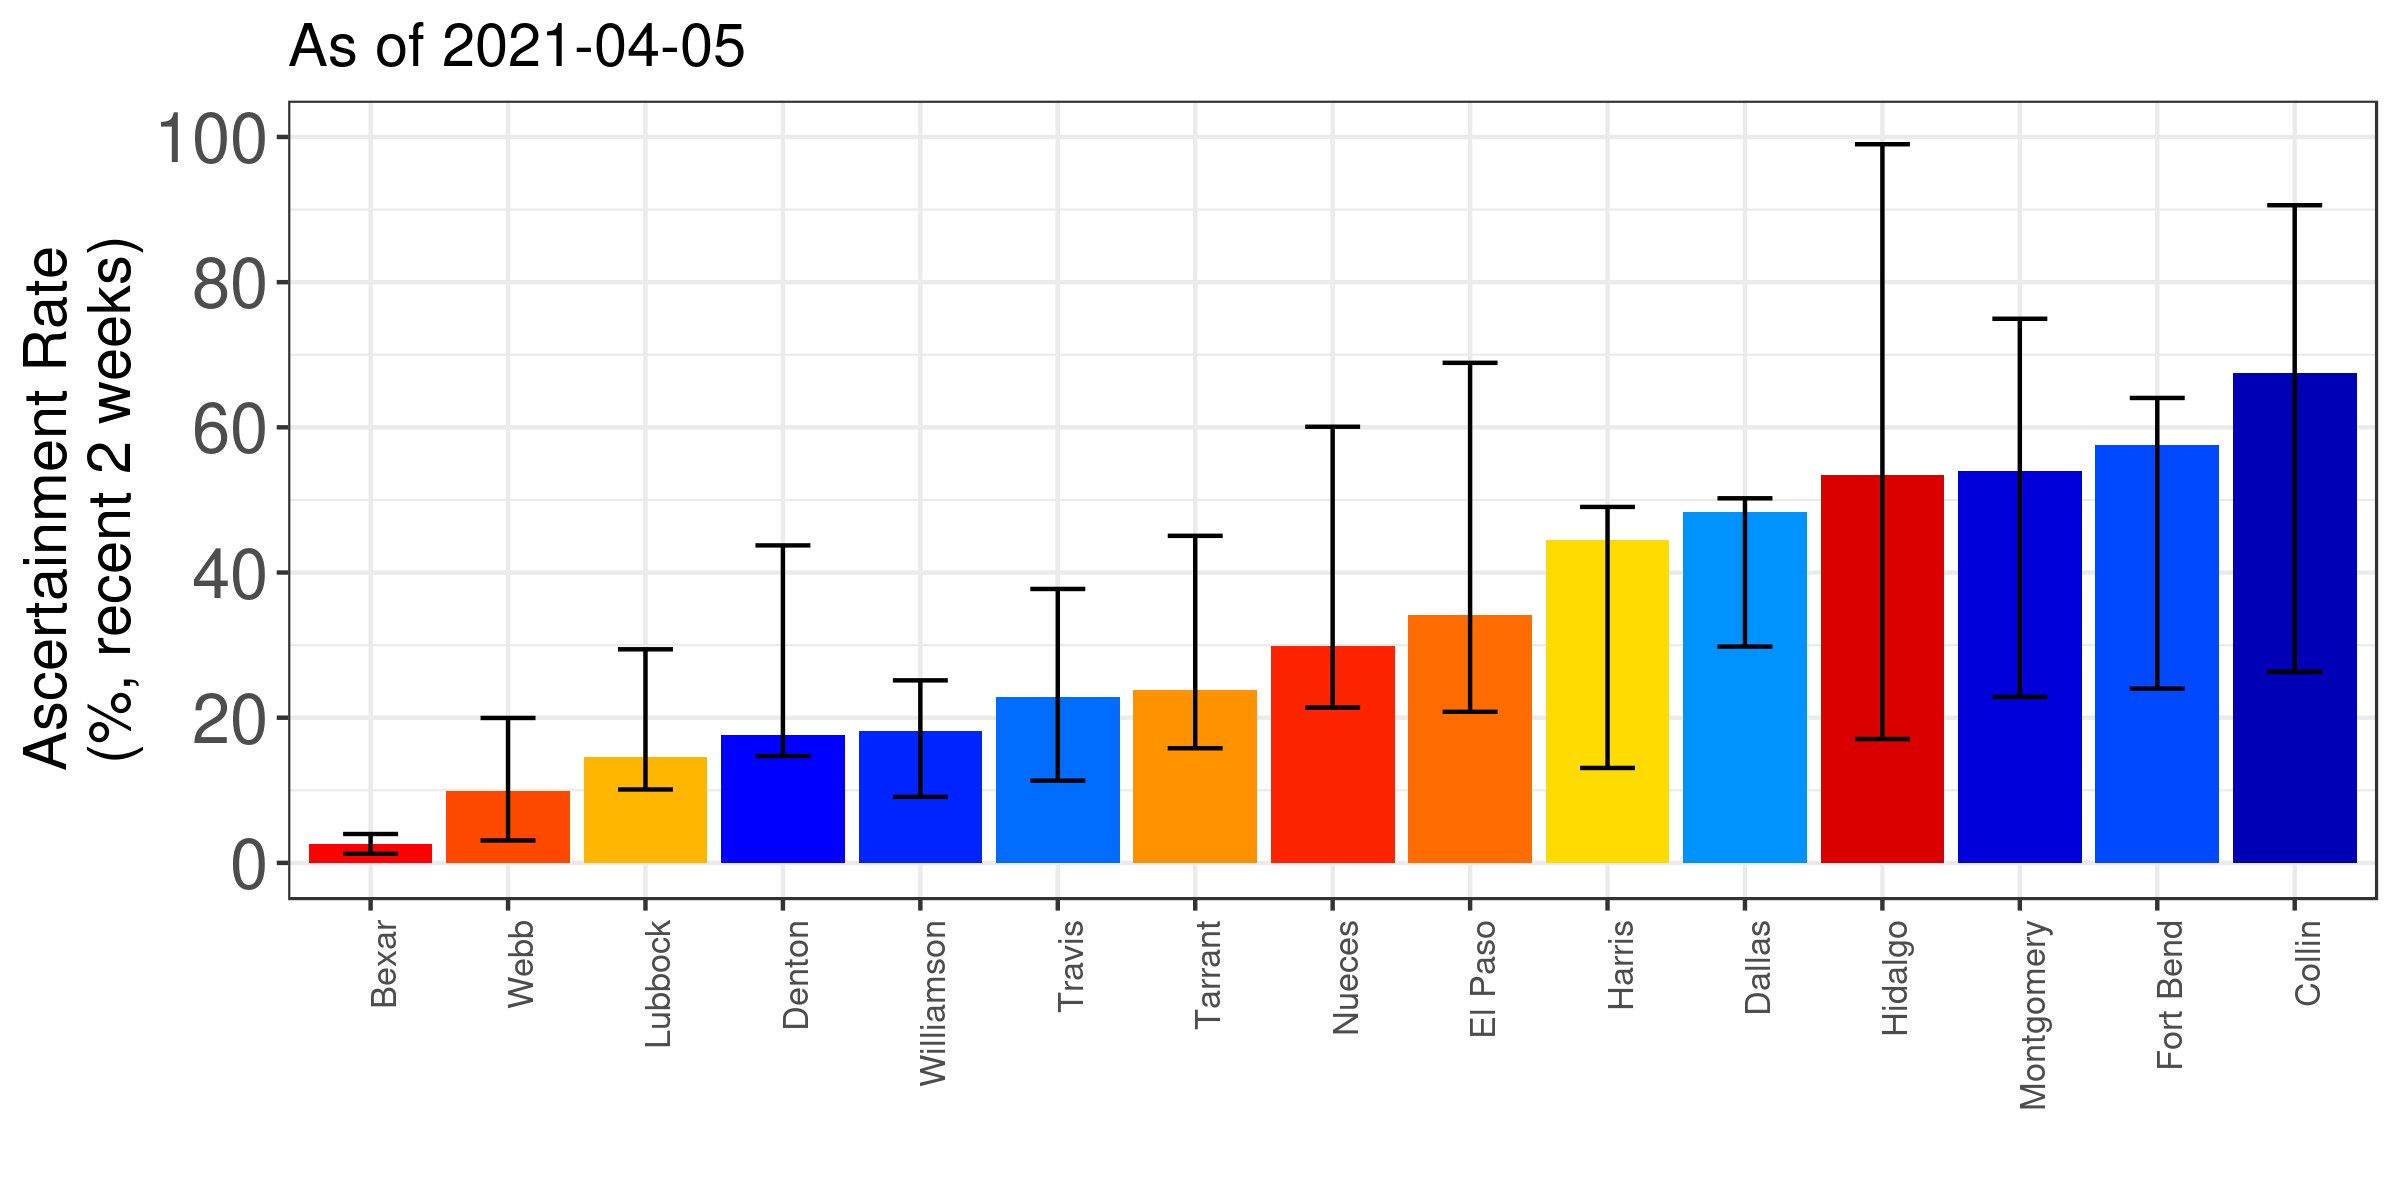 As of 2021-04-05
Ascertainment Rate
(%, recent 2 weeks)
100
80
60
40
20
0
Bexar
Webb
Lubbock
Denton
Williamson
Travis
Tarrant
Nueces
El Paso
Harris
Dallas
Hidalgo
Montgomery
Fort Bend
Collin